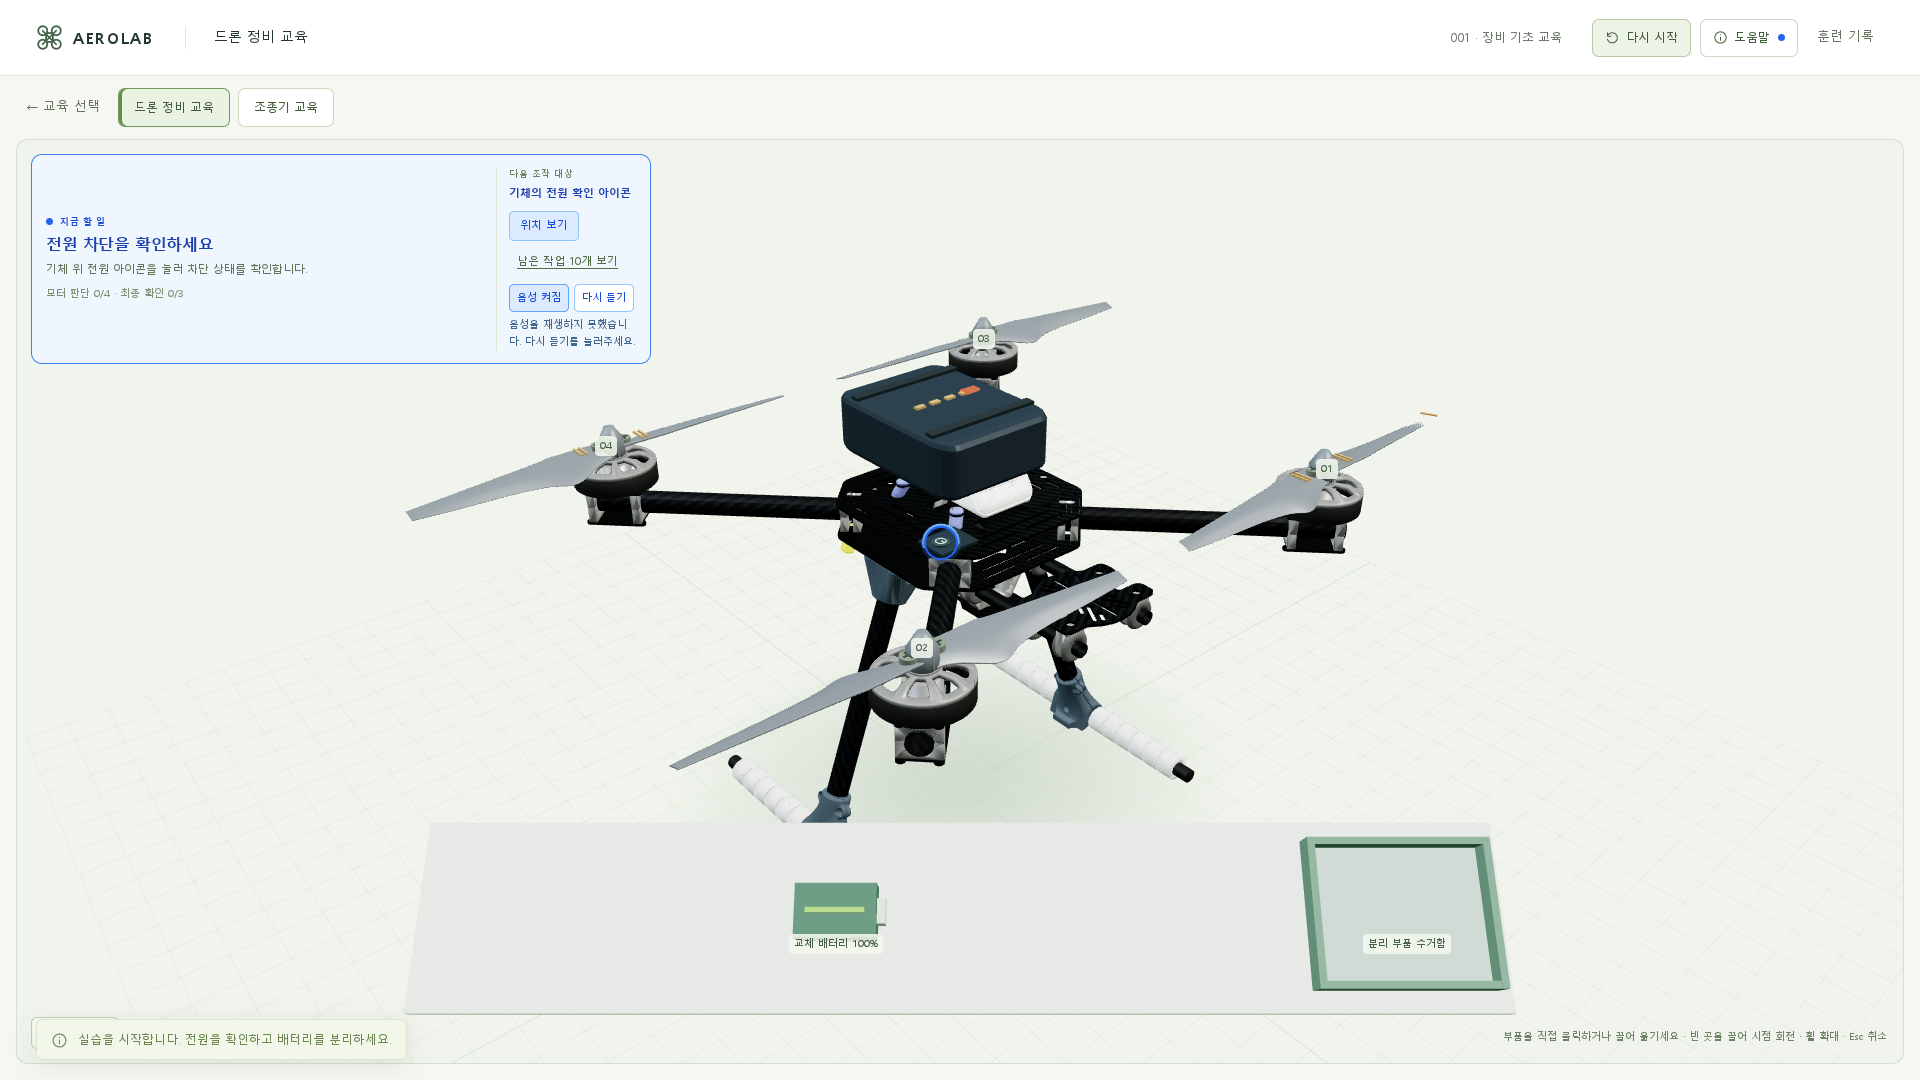 AEROLAB
드론 정비 교육
001 · 장비 기초 교육
다시 시작
도움말
훈련 기록
← 교육 선택
드론 정비 교육
조종기 교육
지금 할 일
전원 차단을 확인하세요
기체 위 전원 아이콘을 눌러 차단 상태를 확인합니다.
모터 판단 0/4 · 최종 확인 0/3
다음 조작 대상
기체의 전원 확인 아이콘
위치 보기
남은 작업 10개 보기
음성 켜짐
다시 듣기
음성을 재생하지 못했습니
다. 다시 듣기를 눌러주세요.
03
04
01
02
교체 배터리 100%
분리 부품 수거함
실습을 시작합니다. 전원을 확인하고 배터리를 분리하세요.
부품을 직접 클릭하거나 끌어 옮기세요 · 빈 곳을 끌어 시점 회전 · 휠 확대 · Esc 취소